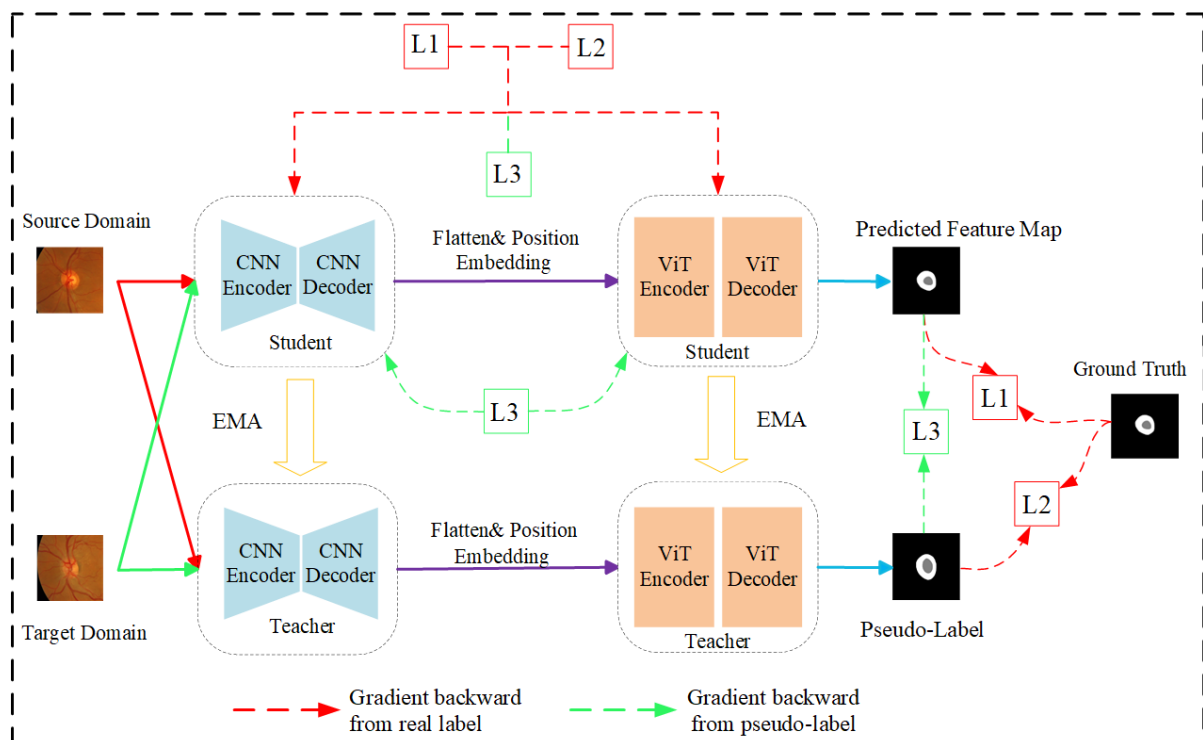 L1
L2
L3
Source Domain
CNN
Encoder
CNN
Decoder
Student
Flatten& Position
Embedding
ViT
Encoder
ViT
Decoder
Student
Predicted Feature Map
EMA
L3
EMA
L1
L3
L2
Ground Truth
Target Domain
CNN
Encoder
CNN
Decoder
Teacher
Flatten& Position
Embedding
ViT
Encoder
ViT
Decoder
Teacher
Pseudo-Label
Gradient backward
from real label
Gradient backward
from pseudo-label